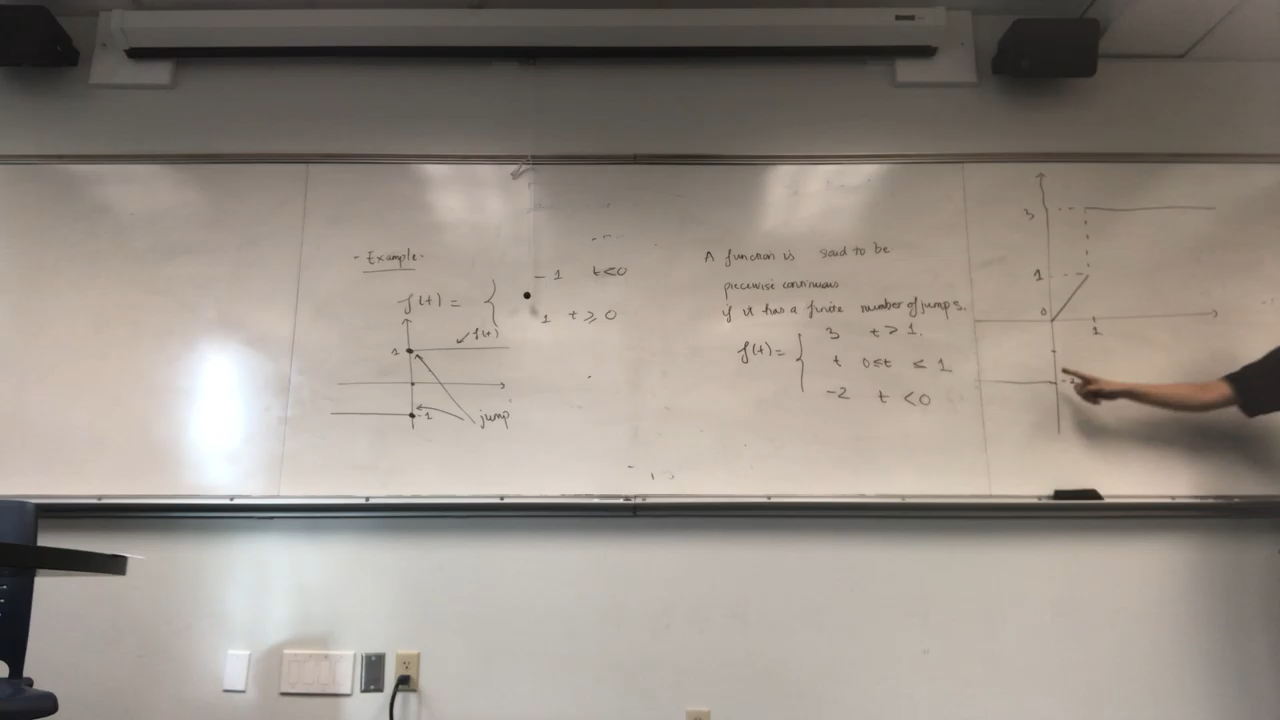 - Example -
f(t) = { -1 t<0
1 t ⩾ 0
f(t)
1
-1
jump
A function is said to be
piecewise continuous
if it has a finite number of jumps.
f(t) = { 3 t > 1.
t 0≤t ≤ 1
-2 t < 0
3
1
0
1
-2